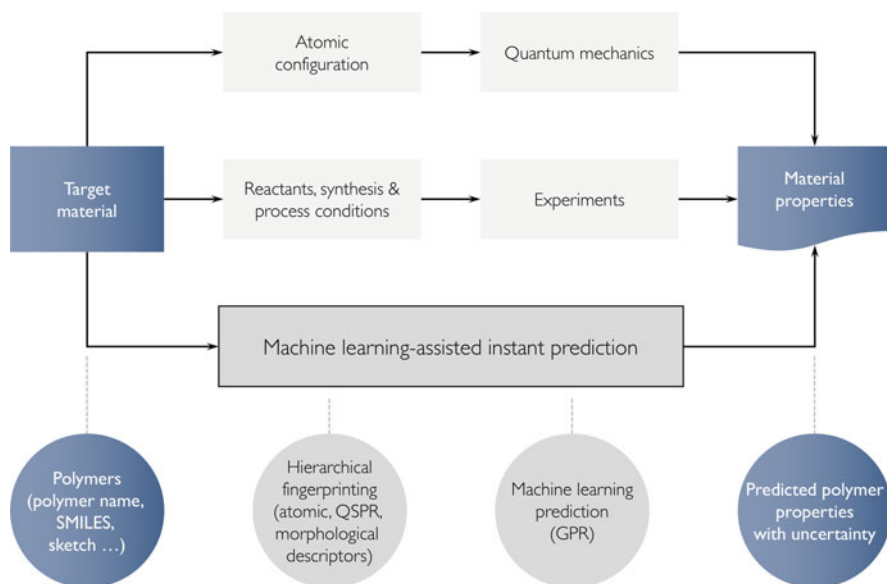 Atomic
configuration
Quantum mechanics
Target
material
Reactants, synthesis &
process conditions
Experiments
Material
properties
Machine learning-assisted instant prediction
Polymers
(polymer name,
SMILES,
sketch ...)
Hierarchical
fingerprinting
(atomic, QSPR,
morphological
descriptors)
Machine learning
prediction
(GPR)
Predicted polymer
properties
with uncertainty